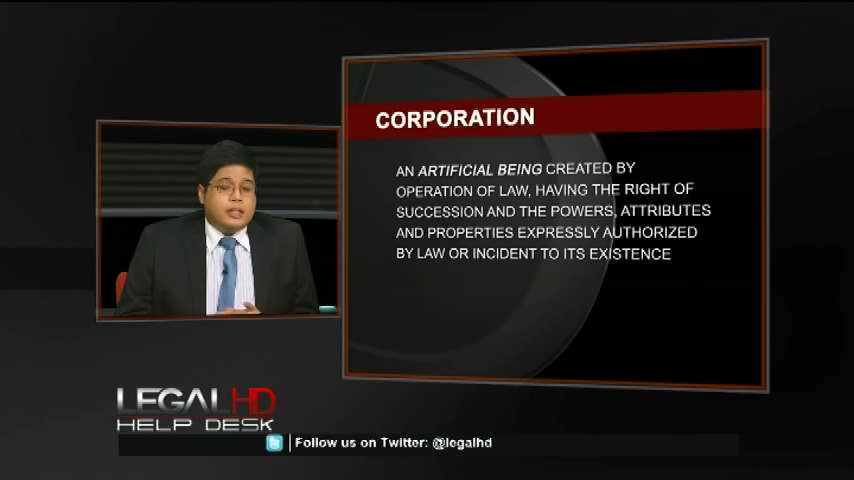 CORPORATION
AN ARTIFICIAL BEING CREATED BY
OPERATION OF LAW, HAVING THE RIGHT OF
SUCCESSION AND THE POWERS, ATTRIBUTES
AND PROPERTIES EXPRESSLY AUTHORIZED
BY LAW OR INCIDENT TO ITS EXISTENCE
LEGALHD
HELP DESK
Follow us on Twitter: @legalhd